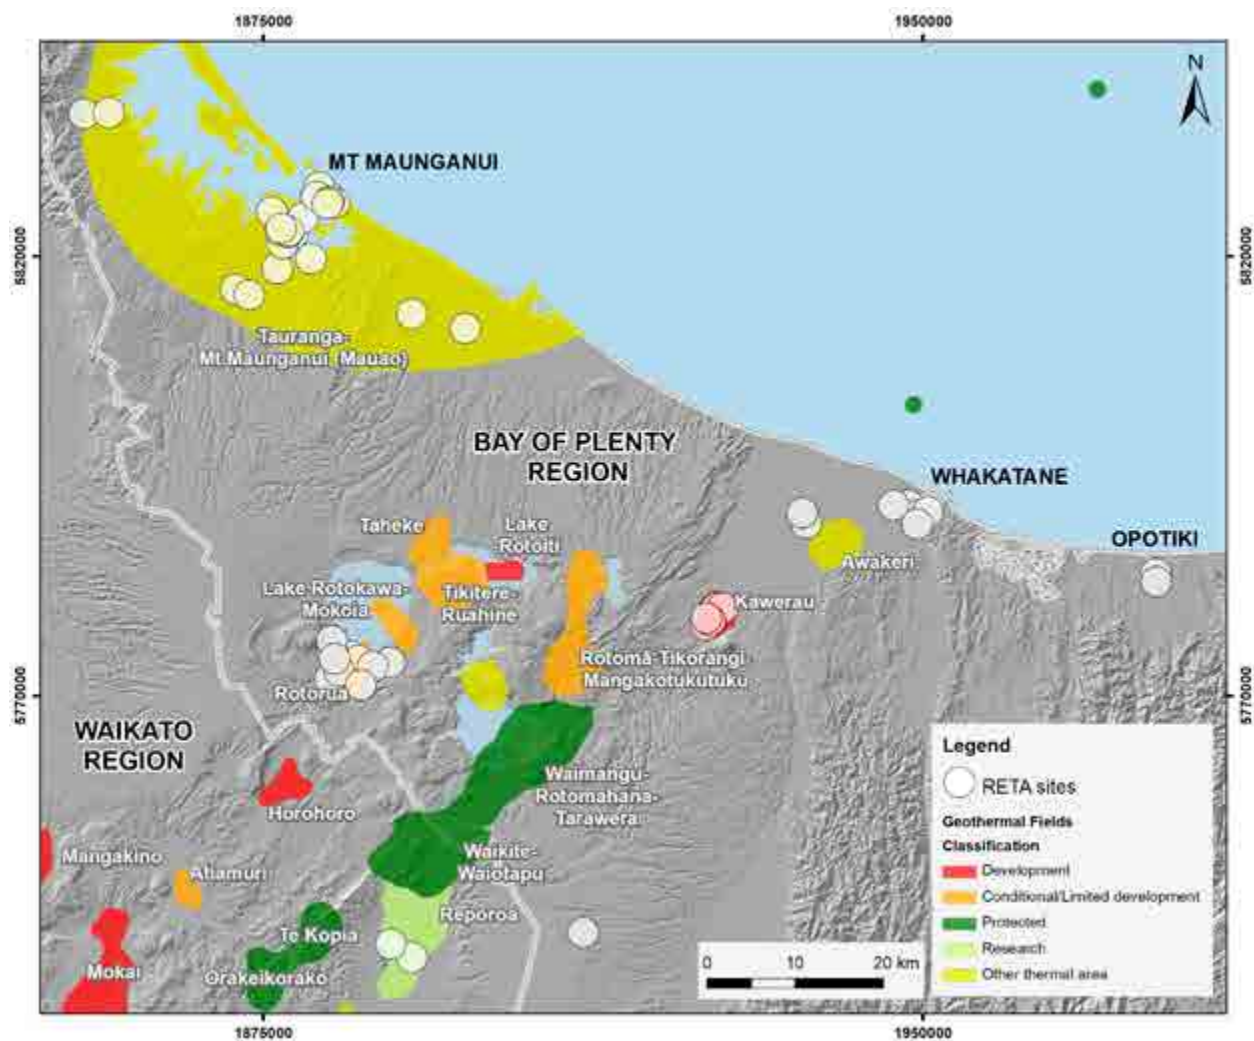 1875000
1950000
N
MT MAUNGANUI
5820000
5820000
Tauranga-
Mt.Maunganui (Mauao)
BAY OF PLENTY
REGION
WHAKATANE
Taheke
Lake
Rotoiti
OPOTIKI
Awakeri
Lake Rotokawa-
Mokoia
Tikitere-
Ruahine
Kawerau
Rotoma-Tikorangi
Mangakotukutuku
Rotorua
5770000
5770000
WAIKATO
REGION
Waimangu-
Rotomahana-
Tarawera
Horohoro
Mangakino
Atiamuri
Waikite-
Waiotapu
Reporoa
Te Kopia
Orakeikorako
Mokai
Legend
RETA sites
Geothermal Fields
Classification
Development
Conditional/Limited development
Protected
Research
Other thermal area
0 10 20 km
1875000
1950000